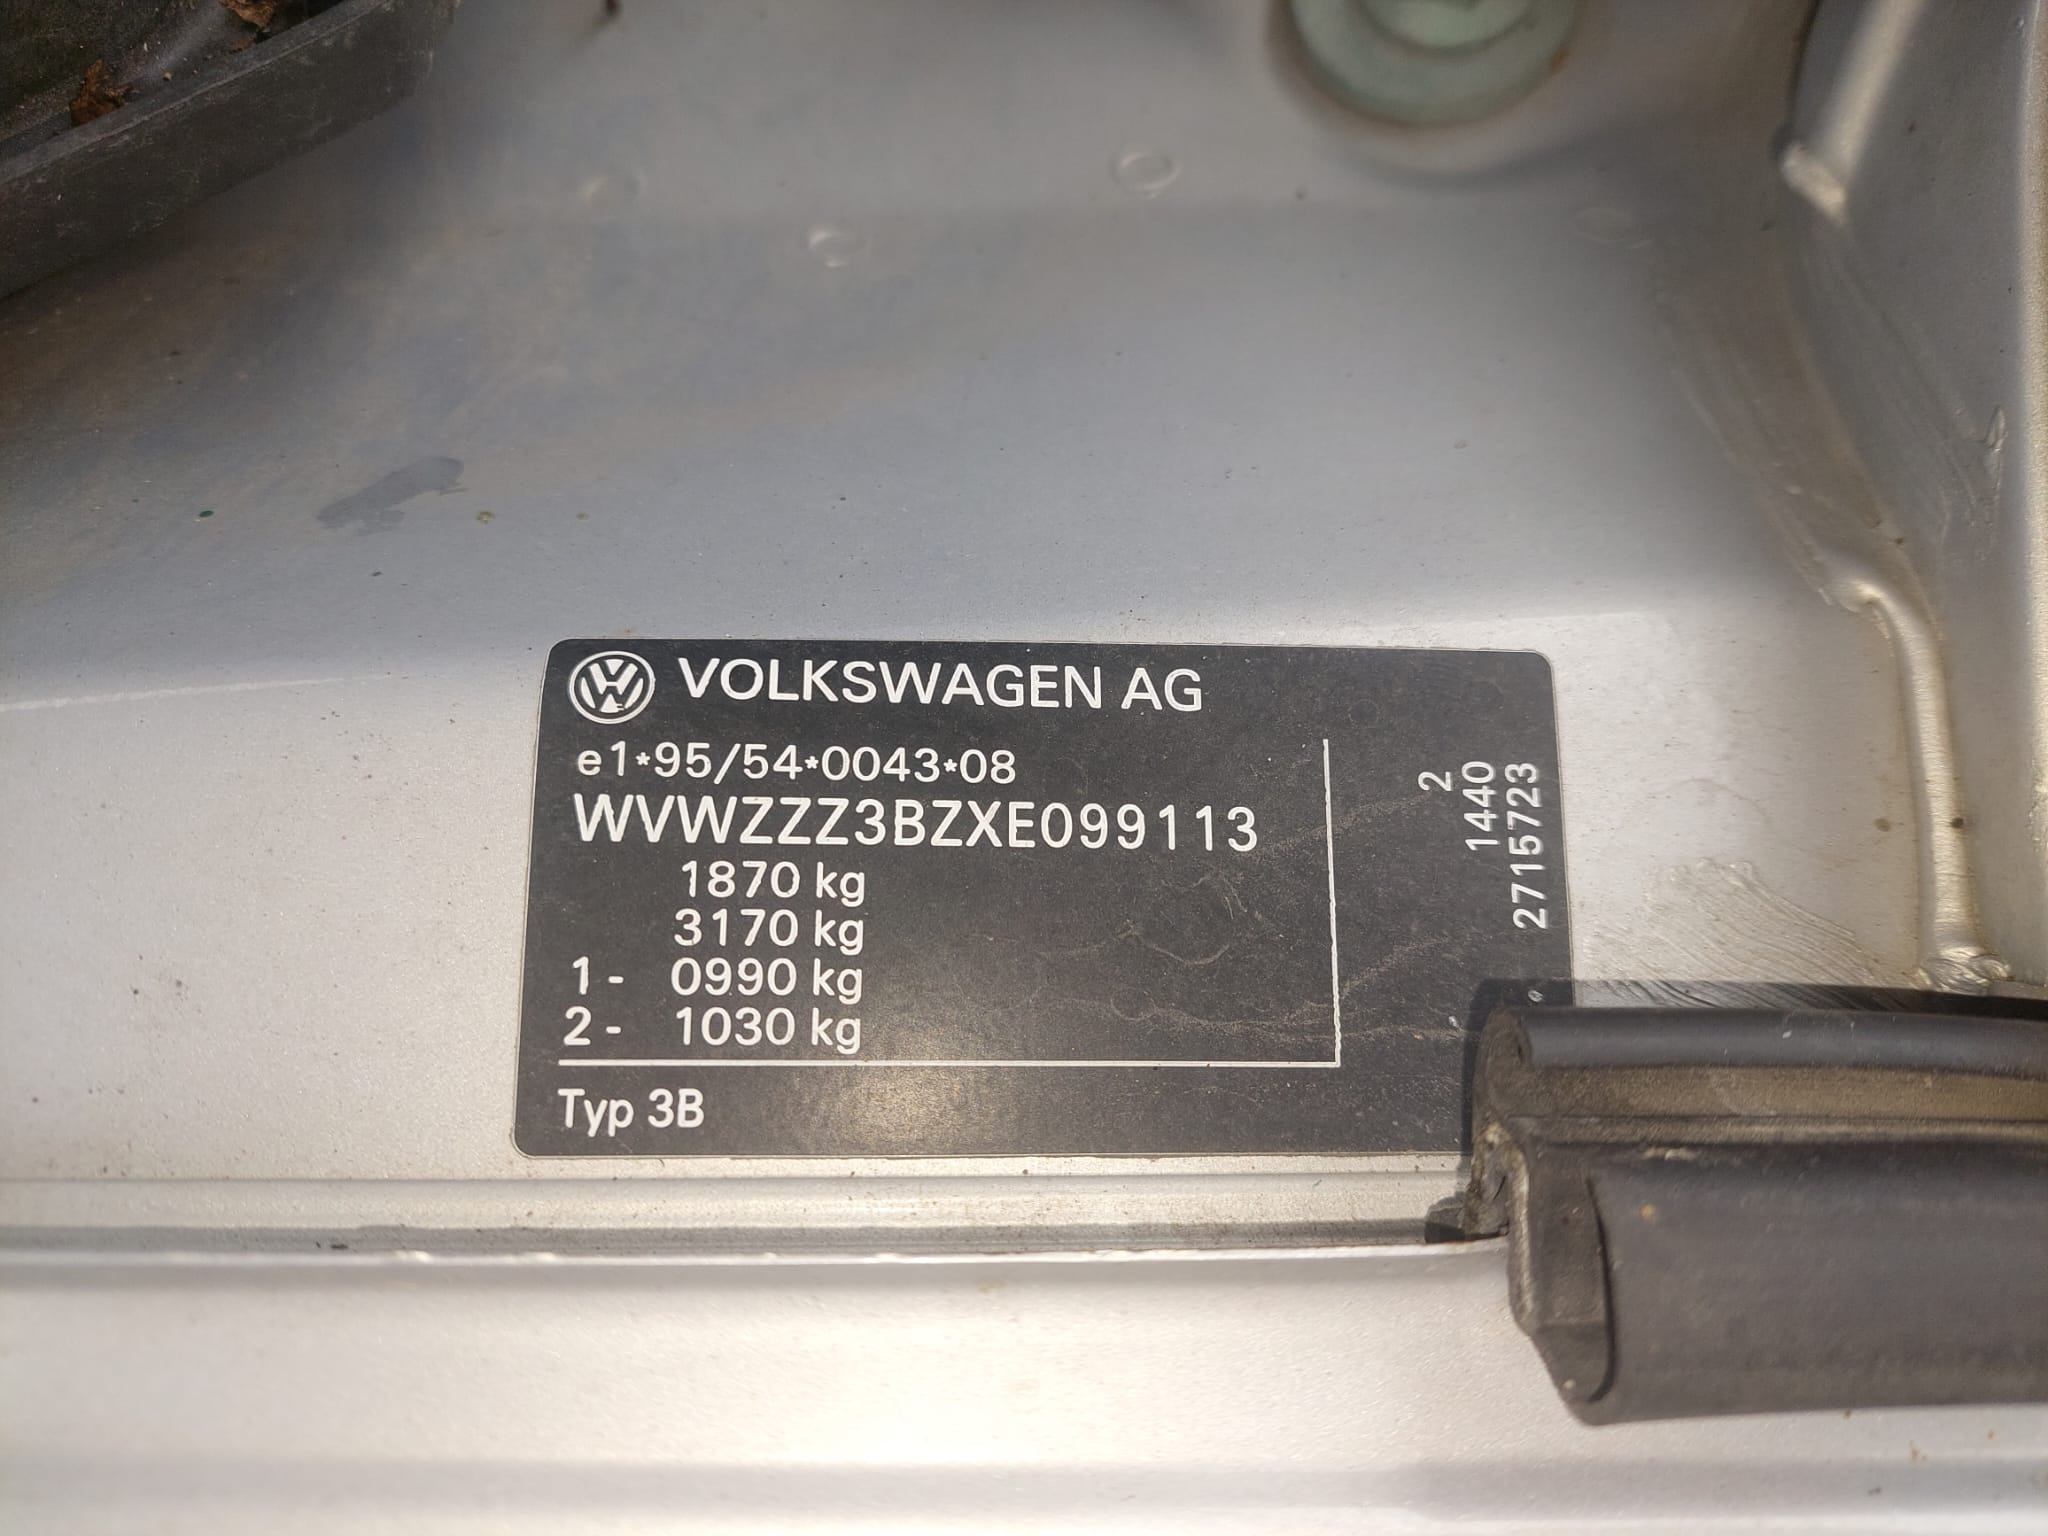 VOLKSWAGEN AG
e1*95/54*0043*08
WVWZZZ3BZXE099113
1870 kg
3170 kg
1- 0990 kg
2- 1030 kg
Typ 3B
2
1440
27157723